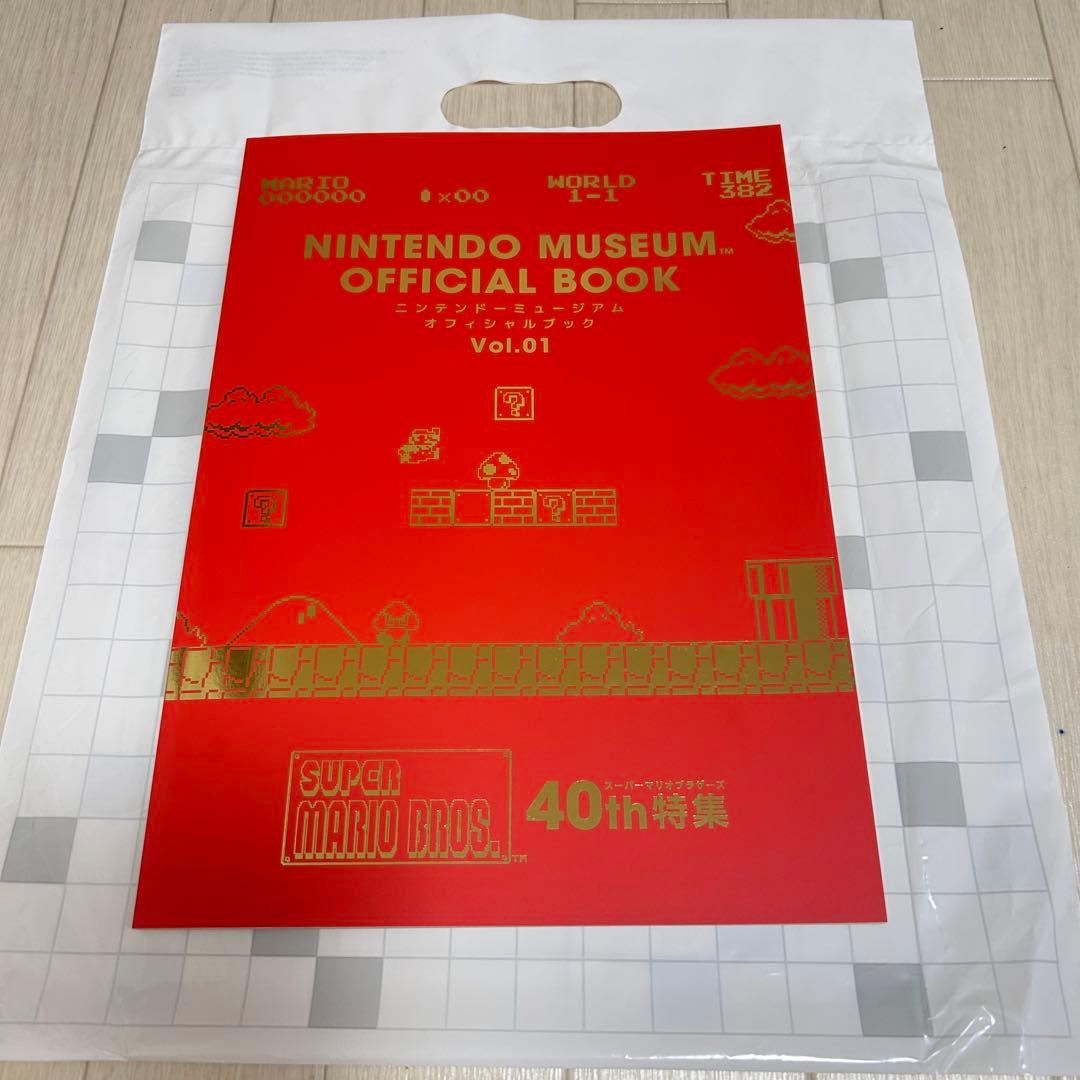 MARIO WORLD TIME
000000 ×00 1-1 382
NINTENDO MUSEUM™
OFFICIAL BOOK
ニンテンドーミュージアム
オフィシャルブック
Vol.01
?
?
?
SUPER
MARIO BROS.™
スーパーマリオブラザーズ
40th特集